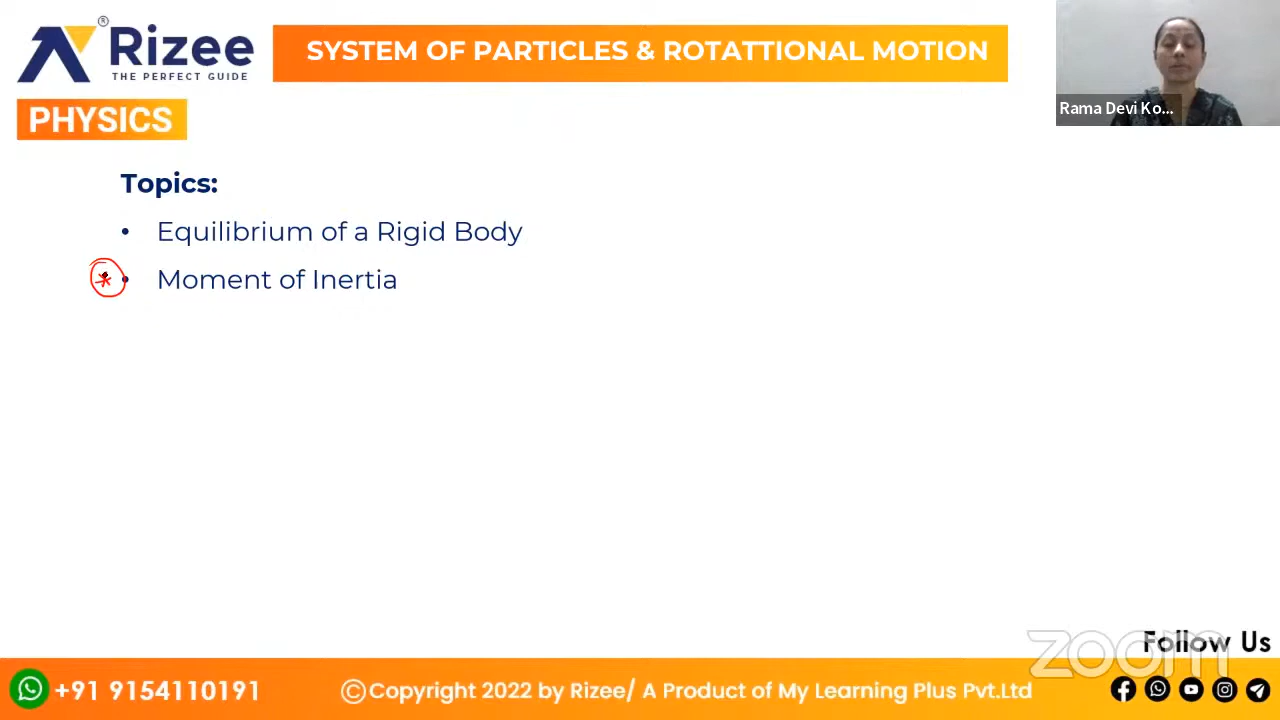 Rizee®
THE PERFECT GUIDE
SYSTEM OF PARTICLES & ROTATTIONAL MOTION
Rama Devi Ko...
PHYSICS
Topics:
• Equilibrium of a Rigid Body
* • Moment of Inertia
zoom
Follow Us
+91 9154110191
©Copyright 2022 by Rizee/ A Product of My Learning Plus Pvt.Ltd